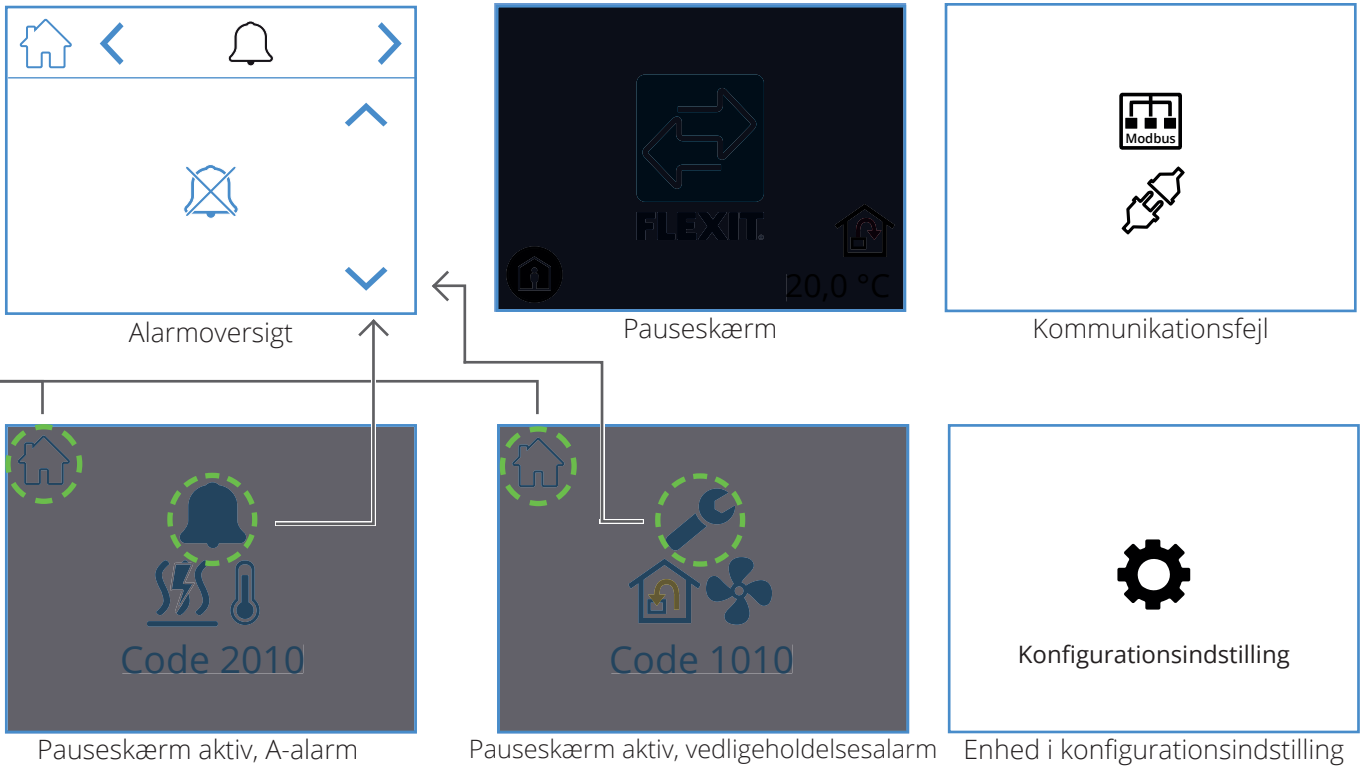 Modbus
FLEXIT.
20,0 °C
Alarmoversigt
Pauseskærm
Kommunikationsfejl
Code 2010
Code 1010
Konfigurationsindstilling
Pauseskærm aktiv, A-alarm
Pauseskærm aktiv, vedligeholdelsesalarm
Enhed i konfigurationsindstilling